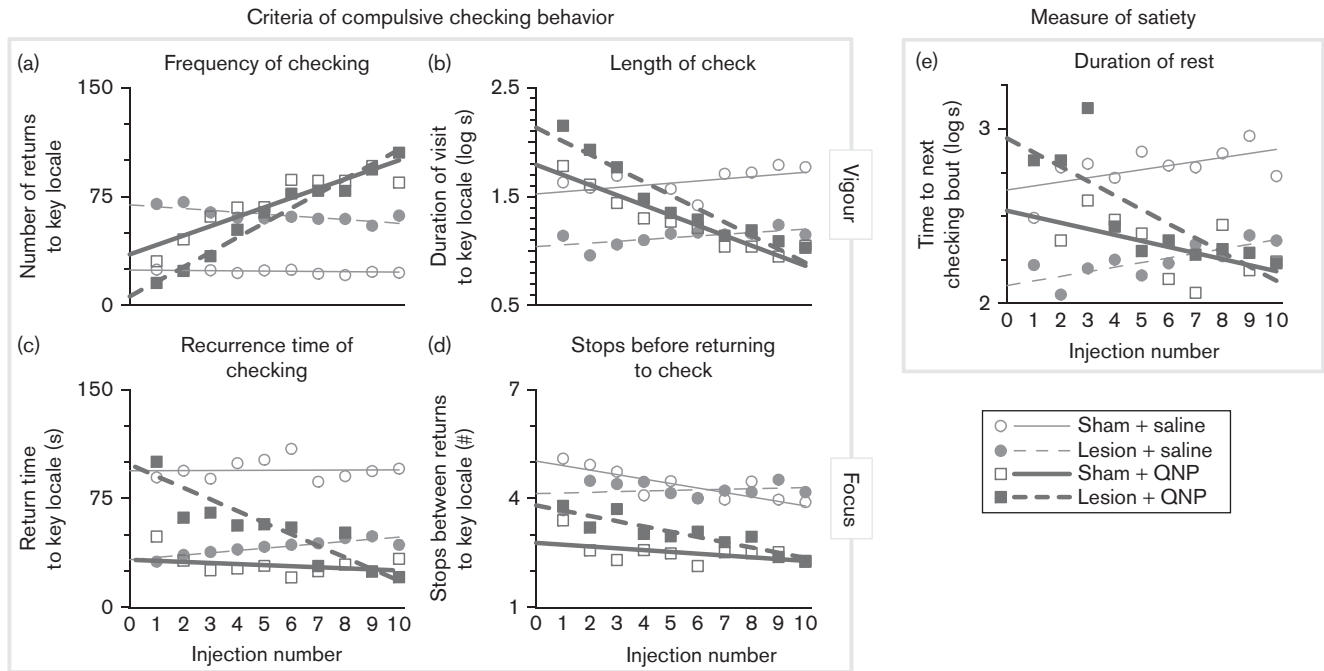 Criteria of compulsive checking behavior
Measure of satiety
(a)
Frequency of checking
150
75
25
0
Number of returns
to key locale
(b)
Length of check
2.5
1.5
0.5
Duration of visit
to key locale (log s)
Vigour
(e)
Duration of rest
3
2
Time to next
checking bout (log s)
0 1 2 3 4 5 6 7 8 9 10
Injection number
(c)
Recurrence time of
checking
150
75
0
Return time
to key locale (s)
0 1 2 3 4 5 6 7 8 9 10
Injection number
(d)
Stops before returning
to check
7
4
1
Stops between returns
to key locale (#)
0 1 2 3 4 5 6 7 8 9 10
Injection number
Focus
Sham + saline
Lesion + saline
Sham + QNP
Lesion + QNP